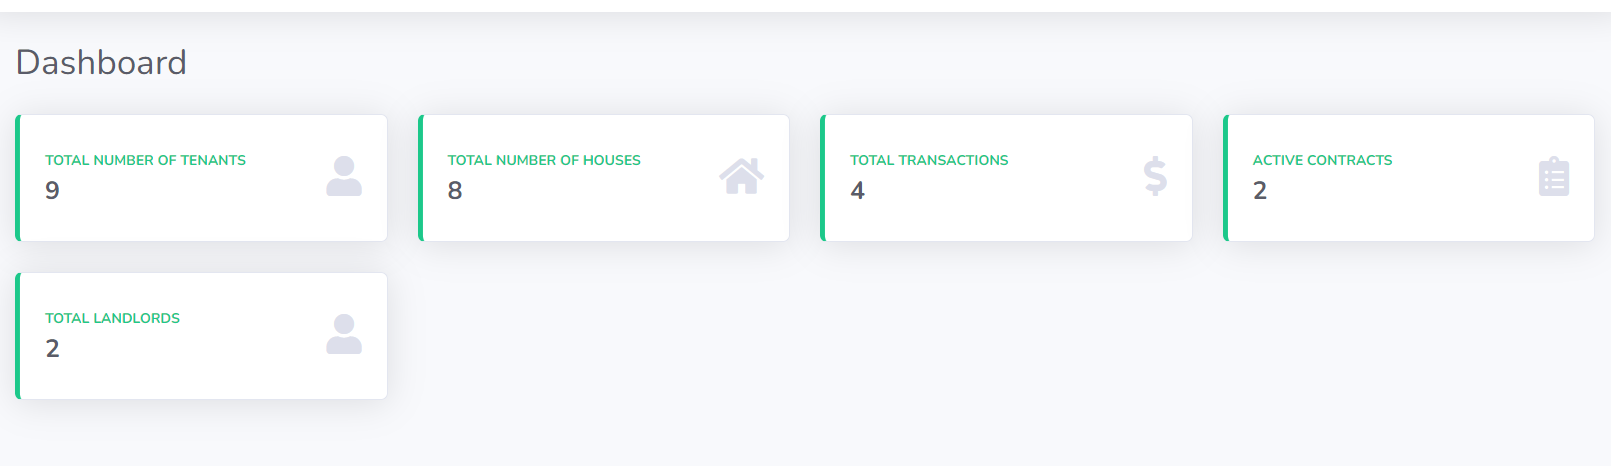 Dashboard
TOTAL NUMBER OF TENANTS
9
TOTAL NUMBER OF HOUSES
8
TOTAL TRANSACTIONS
4
ACTIVE CONTRACTS
2
TOTAL LANDLORDS
2